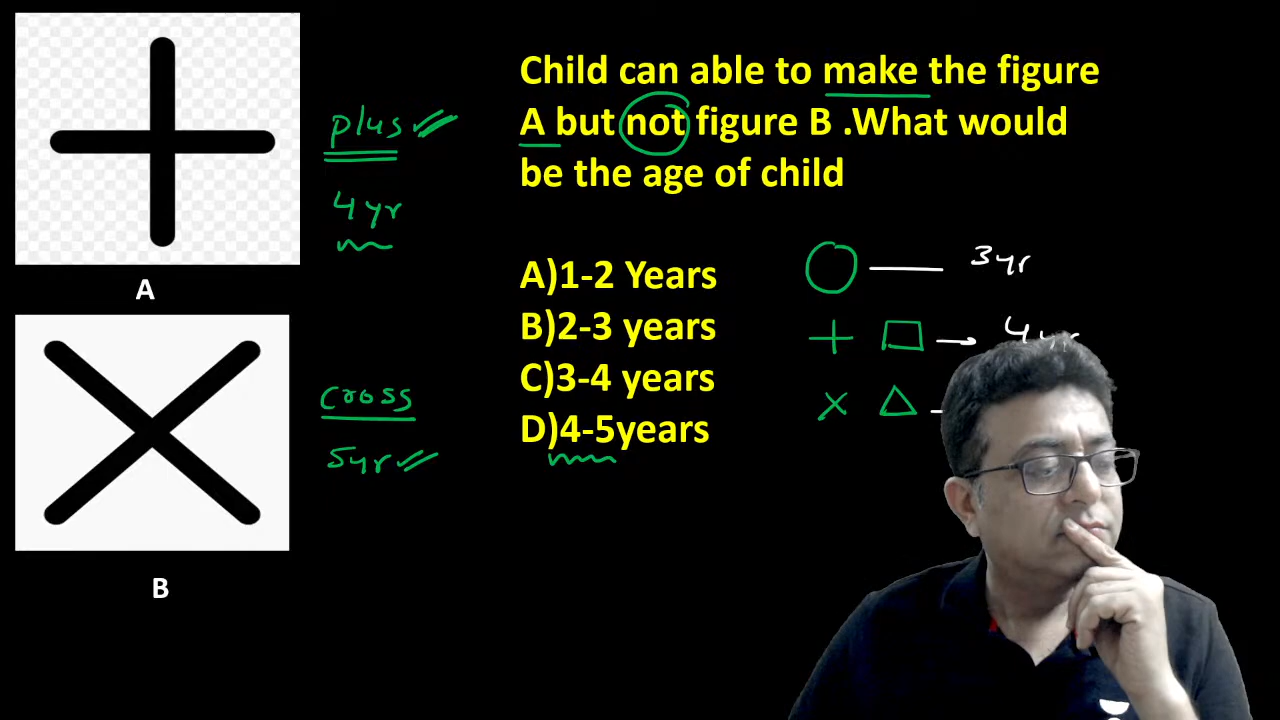 Child can able to make the figure
A but not figure B .What would
be the age of child
A)1-2 Years
B)2-3 years
C)3-4 years
D)4-5years
plus
4yr
A
cross
5yr
B
3yr
4yr